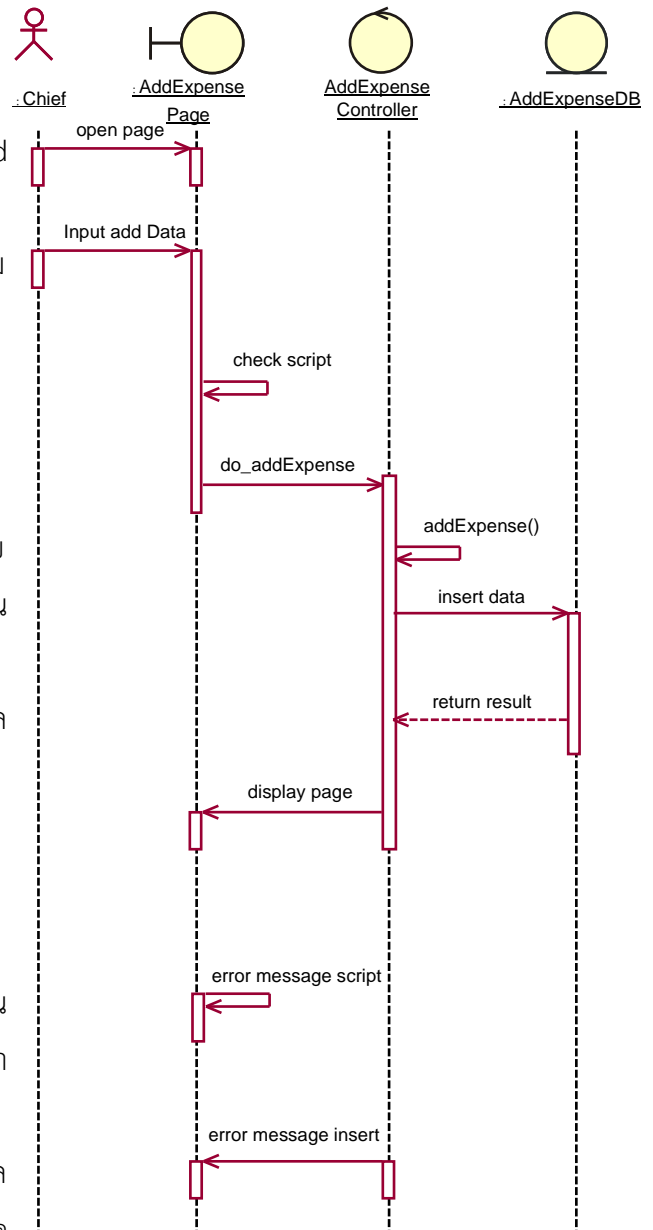 : Chief
: AddExpense
Page
AddExpense
Controller
: AddExpenseDB
open page
Input add Data
check script
do_addExpense
addExpense()
insert data
return result
display page
error message script
error message insert